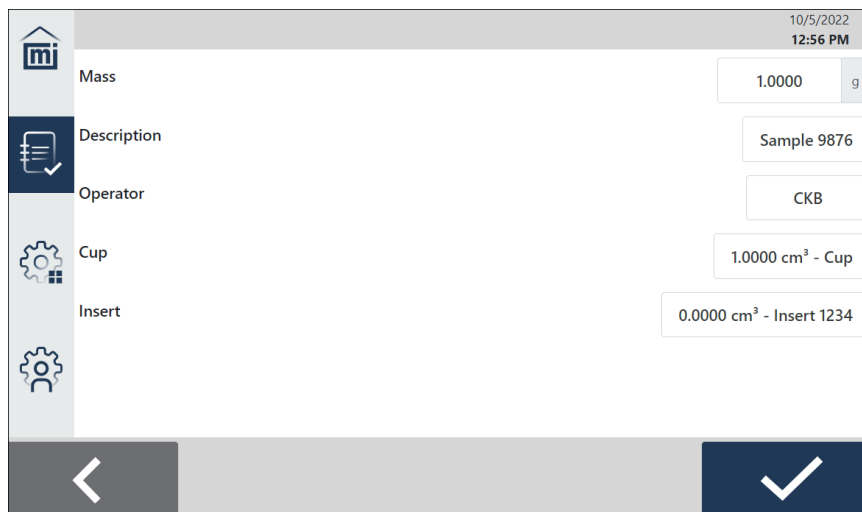 mi
10/5/2022
12:56 PM
Mass
1.0000 g
Description
Sample 9876
Operator
CKB
Cup
1.0000 cm³ - Cup
Insert
0.0000 cm³ - Insert 1234